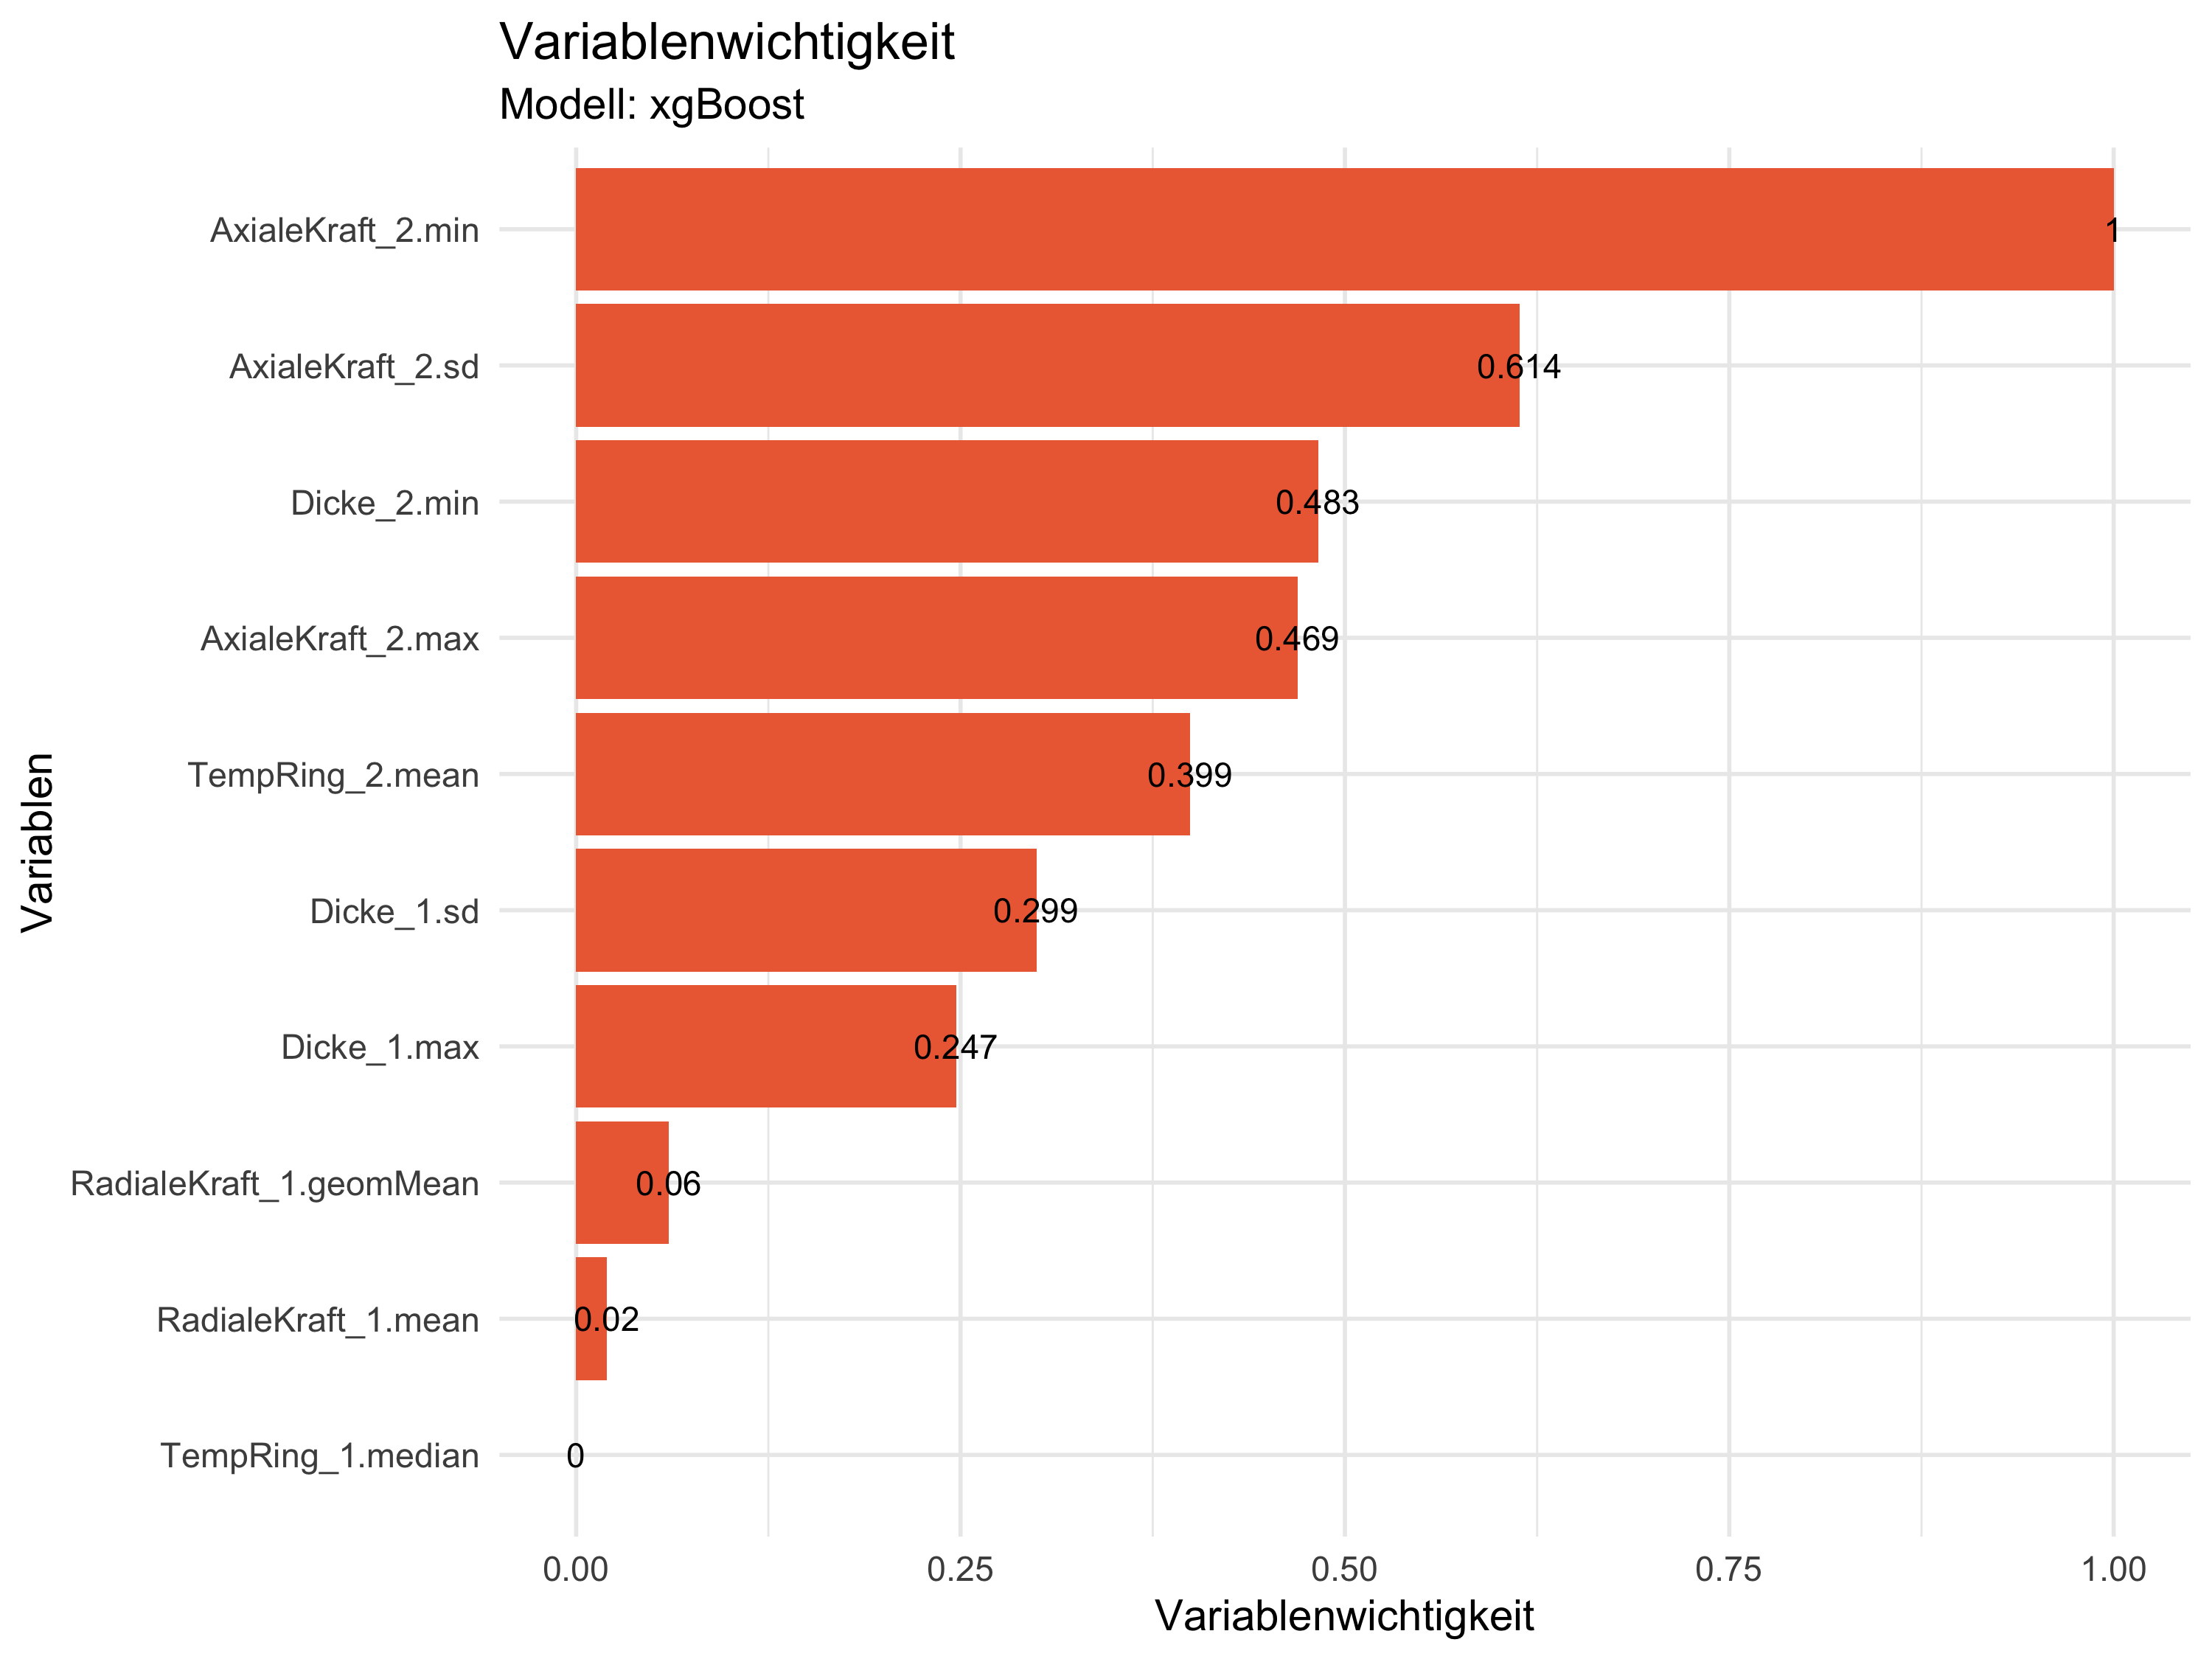 Variablenwichtigkeit
Modell: xgBoost
AxialeKraft_2.min 1
AxialeKraft_2.sd 0.614
Dicke_2.min 0.483
AxialeKraft_2.max 0.469
TempRing_2.mean 0.399
Dicke_1.sd 0.299
Dicke_1.max 0.247
RadialeKraft_1.geomMean 0.06
RadialeKraft_1.mean 0.02
TempRing_1.median 0
Variablen
0.00 0.25 0.50 0.75 1.00
Variablenwichtigkeit